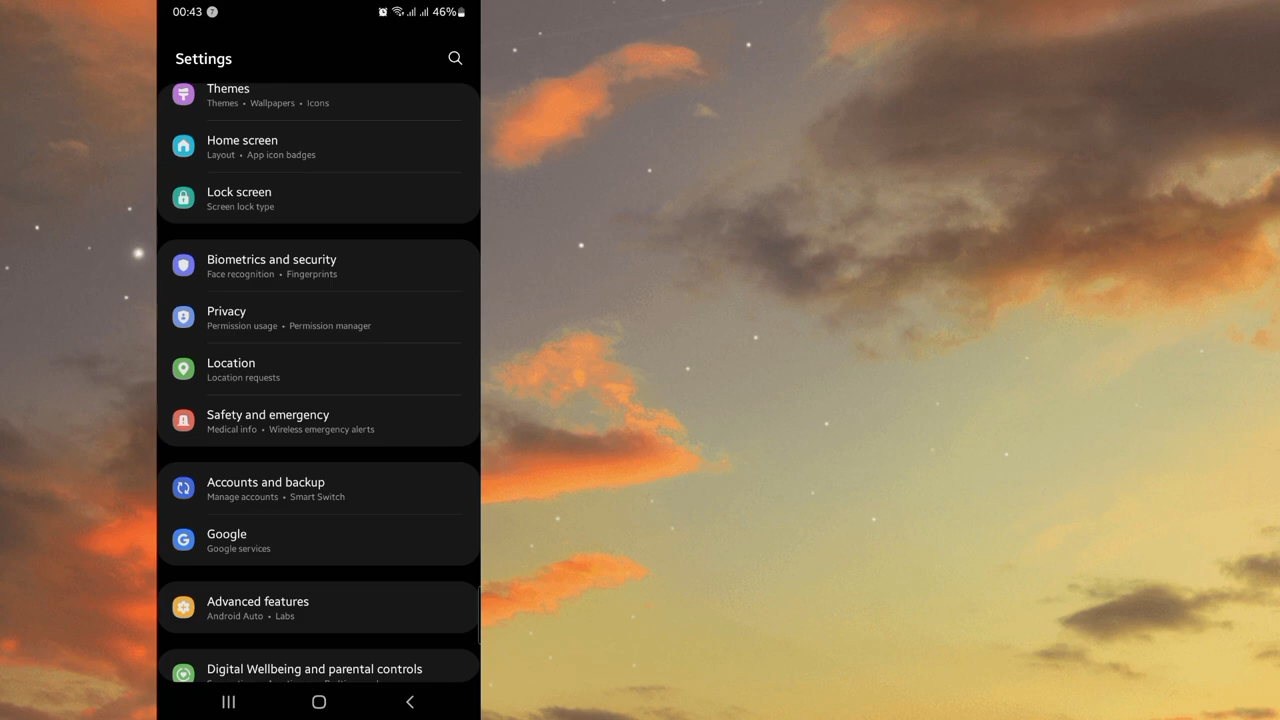 00:43 7 46%
Settings
Themes
Themes • Wallpapers • Icons
Home screen
Layout • App icon badges
Lock screen
Screen lock type
Biometrics and security
Face recognition • Fingerprints
Privacy
Permission usage • Permission manager
Location
Location requests
Safety and emergency
Medical info • Wireless emergency alerts
Accounts and backup
Manage accounts • Smart Switch
G Google
Google services
Advanced features
Android Auto • Labs
Digital Wellbeing and parental controls